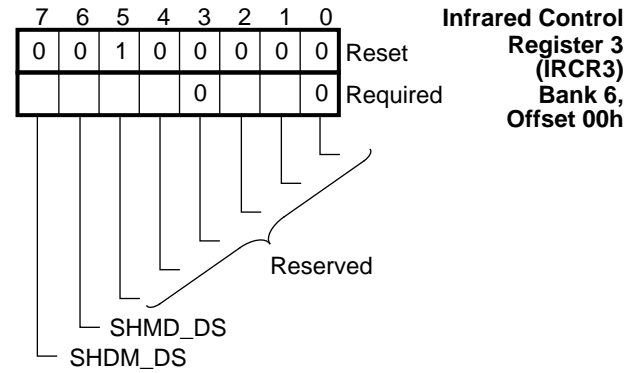 7 6 5 4 3 2 1 0
0 0 1 0 0 0 0 0 Reset
0 0 Required
Infrared Control
Register 3
(IRCR3)
Bank 6,
Offset 00h
Reserved
SHMD_DS
SHDM_DS